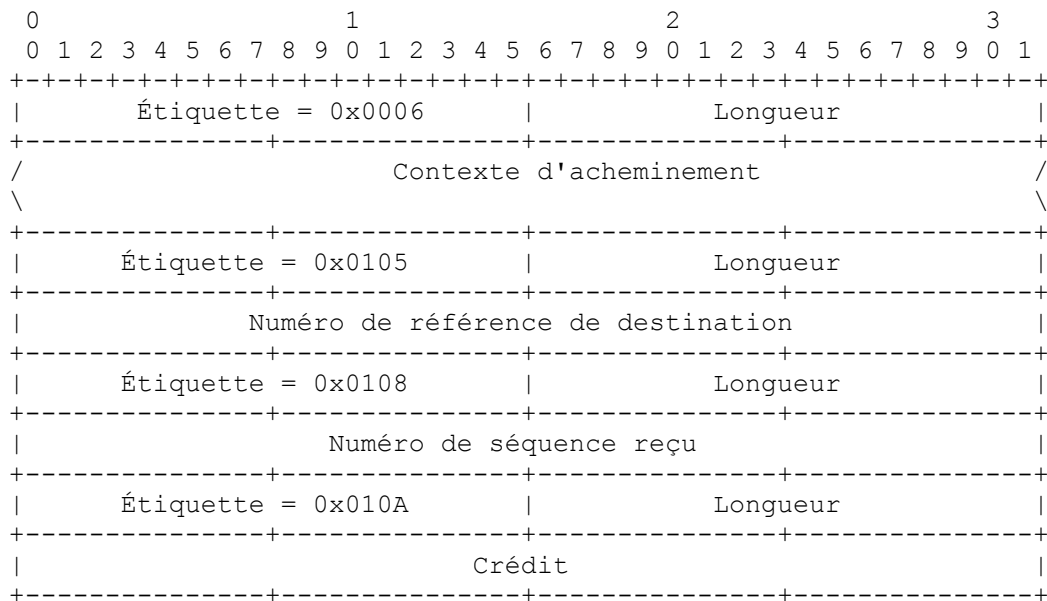 0                   1                   2                   3
 0 1 2 3 4 5 6 7 8 9 0 1 2 3 4 5 6 7 8 9 0 1 2 3 4 5 6 7 8 9 0 1
+-+-+-+-+-+-+-+-+-+-+-+-+-+-+-+-+-+-+-+-+-+-+-+-+-+-+-+-+-+-+-+-+
|       Étiquette = 0x0006      |           Longueur            |
+---------------+---------------+---------------+---------------+
/                       Contexte d'acheminement                 /
\                                                               \
+---------------+---------------+---------------+---------------+
|      Étiquette = 0x0105       |           Longueur            |
+---------------+---------------+---------------+---------------+
|              Numéro de référence de destination               |
+---------------+---------------+---------------+---------------+
|      Étiquette = 0x0108       |           Longueur            |
+---------------+---------------+---------------+---------------+
|                   Numéro de séquence reçu                     |
+---------------+---------------+---------------+---------------+
|      Étiquette = 0x010A       |           Longueur            |
+---------------+---------------+---------------+---------------+
|                            Crédit                             |
+---------------+---------------+---------------+---------------+